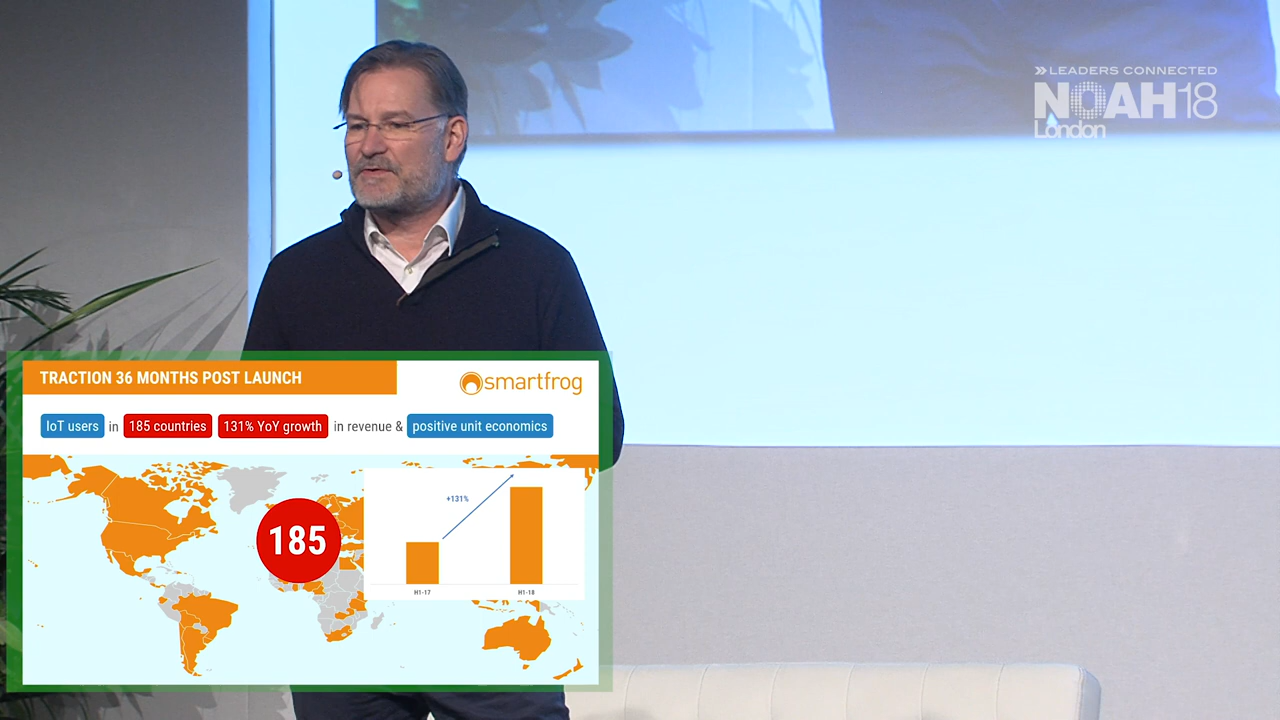 LEADERS CONNECTED
NOAH18
London
TRACTION 36 MONTHS POST LAUNCH
smartfrog
IoT users in 185 countries 131% YoY growth in revenue & positive unit economics
185
+131%
H1-17
H1-18